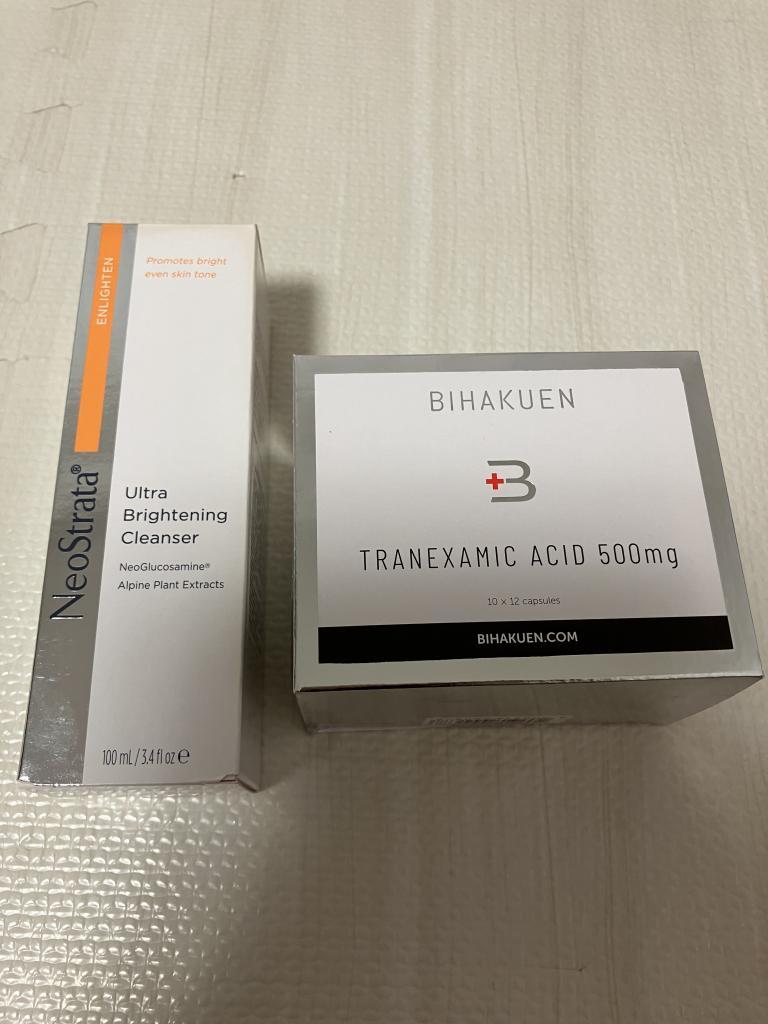 ENLIGHTEN
Promotes bright
even skin tone
NeoStrata®
Ultra
Brightening
Cleanser
NeoGlucosamine®
Alpine Plant Extracts
100 mL / 3.4 fl oz e
BIHAKUEN
B
TRANEXAMIC ACID 500mg
10 x 12 capsules
BIHAKUEN.COM